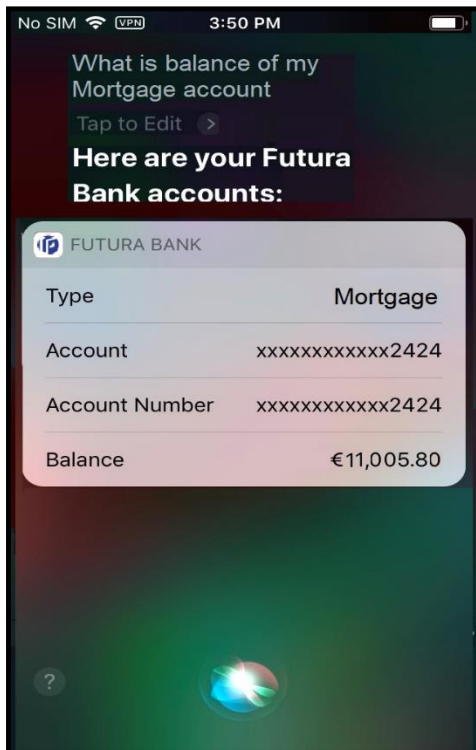 No SIM VPN 3:50 PM
What is balance of my
Mortgage account
Tap to Edit >
Here are your Futura
Bank accounts:
FUTURA BANK
Type Mortgage
Account xxxxxxxxxxxx2424
Account Number xxxxxxxxxxxx2424
Balance €11,005.80
?